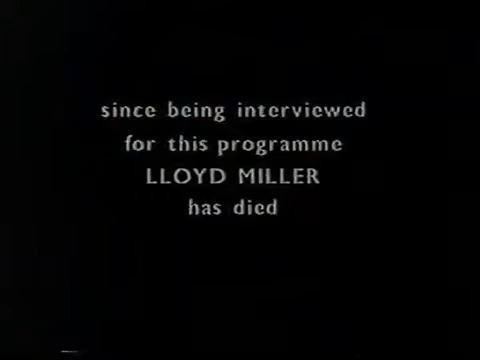 since being interviewed
for this programme
LLOYD MILLER
has died